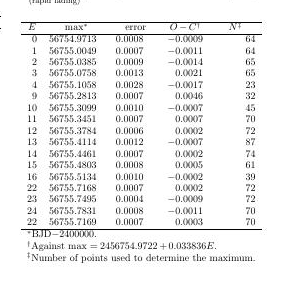 (rapid fading)
E max* error O − C† N‡
0 56754.9713 0.0008 −0.0009 64
1 56755.0049 0.0007 −0.0011 64
2 56755.0385 0.0009 −0.0014 65
3 56755.0758 0.0013 0.0021 65
4 56755.1058 0.0028 −0.0017 23
9 56755.2813 0.0007 0.0046 32
10 56755.3099 0.0010 −0.0007 45
11 56755.3451 0.0007 0.0007 70
12 56755.3784 0.0006 0.0002 72
13 56755.4114 0.0012 −0.0007 87
14 56755.4461 0.0007 0.0002 74
15 56755.4803 0.0008 0.0005 61
16 56755.5134 0.0010 −0.0002 39
22 56755.7168 0.0007 0.0002 72
23 56755.7495 0.0004 −0.0009 72
24 56755.7831 0.0008 −0.0011 70
22 56755.7169 0.0007 0.0003 70
*BJD−2400000.
†Against max = 2456754.9722 + 0.033836E.
‡Number of points used to determine the maximum.